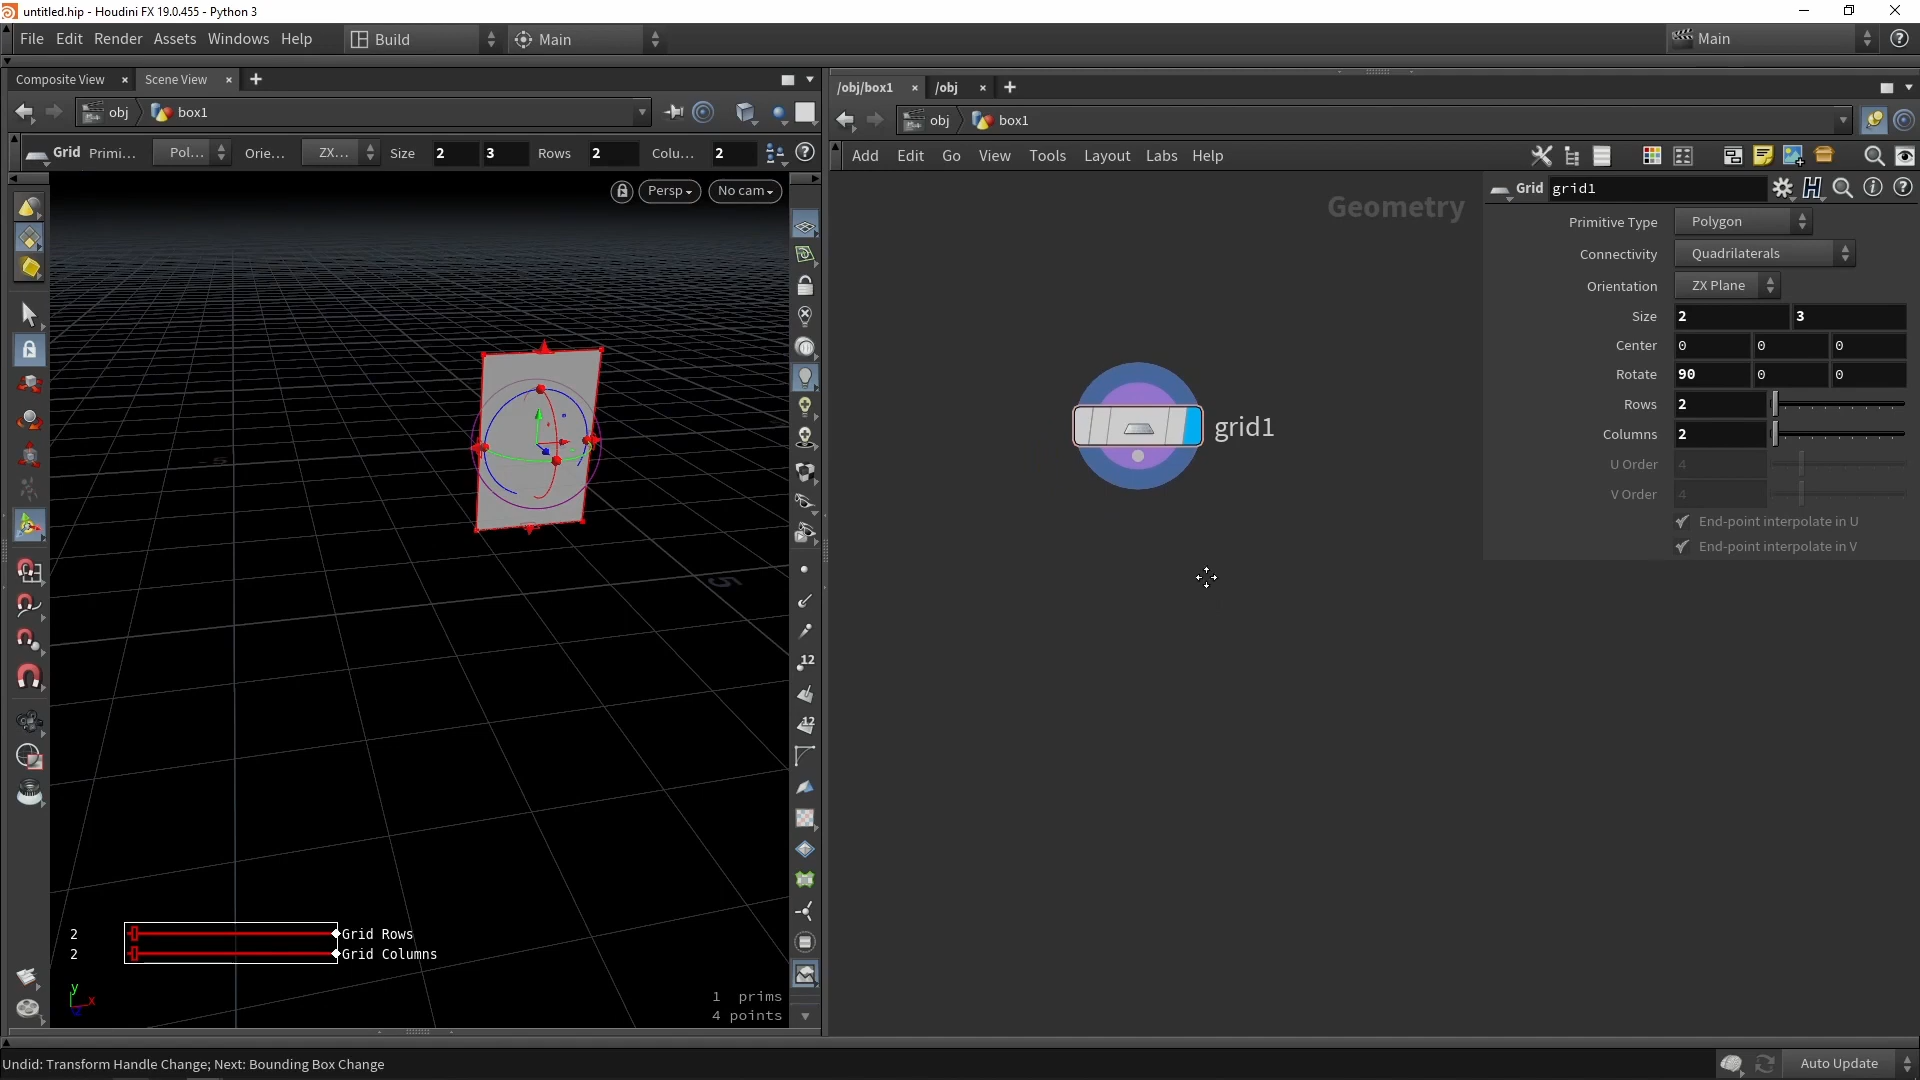 untitled.hip - Houdini FX 19.0.455 - Python 3
File Edit Render Assets Windows Help Build Main Main
Composite View Scene View
obj box1
Grid Primi... Pol... Orie... ZX... Size 2 3 Rows 2 Colu... 2
Persp No cam
5
12
12
2 Grid Rows
2 Grid Columns
y
x
z
1 prims
4 points
/obj/box1 /obj
obj box1
Add Edit Go View Tools Layout Labs Help
Geometry
grid1
Grid grid1
Primitive Type Polygon
Connectivity Quadrilaterals
Orientation ZX Plane
Size 2 3
Center 0 0 0
Rotate 90 0 0
Rows 2
Columns 2
U Order 4
V Order 4
End-point interpolate in U
End-point interpolate in V
Undid: Transform Handle Change; Next: Bounding Box Change
Auto Update